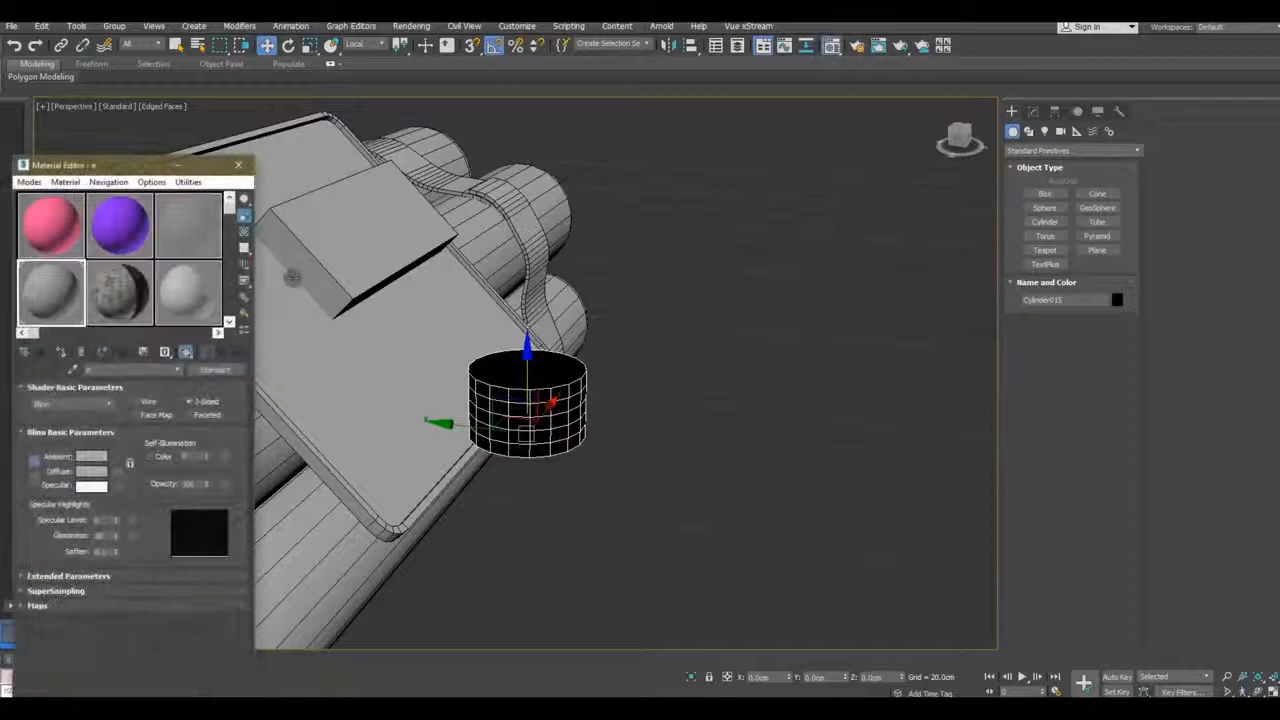 File Edit Tools Group Views Create Modifiers Animation Graph Editors Rendering Civil View Customize Scripting Content Arnold Help Vue xStream Sign In Workspaces: Default
All Local Create Selection Se
Modeling Freeform Selection Object Paint Populate
Polygon Modeling
[+] [Perspective] [Standard] [Edged Faces]
Material Editor - e
Modes Material Navigation Options Utilities
Shader Basic Parameters
Blinn Wire 2-Sided
Face Map Faceted
Blinn Basic Parameters
Self-Illumination
Ambient: Color
Diffuse:
Specular: Opacity: 100
Specular Highlights
Specular Level:
Glossiness:
Soften:
Extended Parameters
SuperSampling
Maps
Standard Primitives
Object Type
AutoGrid
Box Cone
Sphere GeoSphere
Cylinder Tube
Torus Pyramid
Teapot Plane
TextPlus
Name and Color
Cylinder015
X: 0.0cm Y: 0.0cm Z: 0.0cm Grid = 20.0cm Auto Key Selected
Add Time Tag 0 Set Key Key Filters...